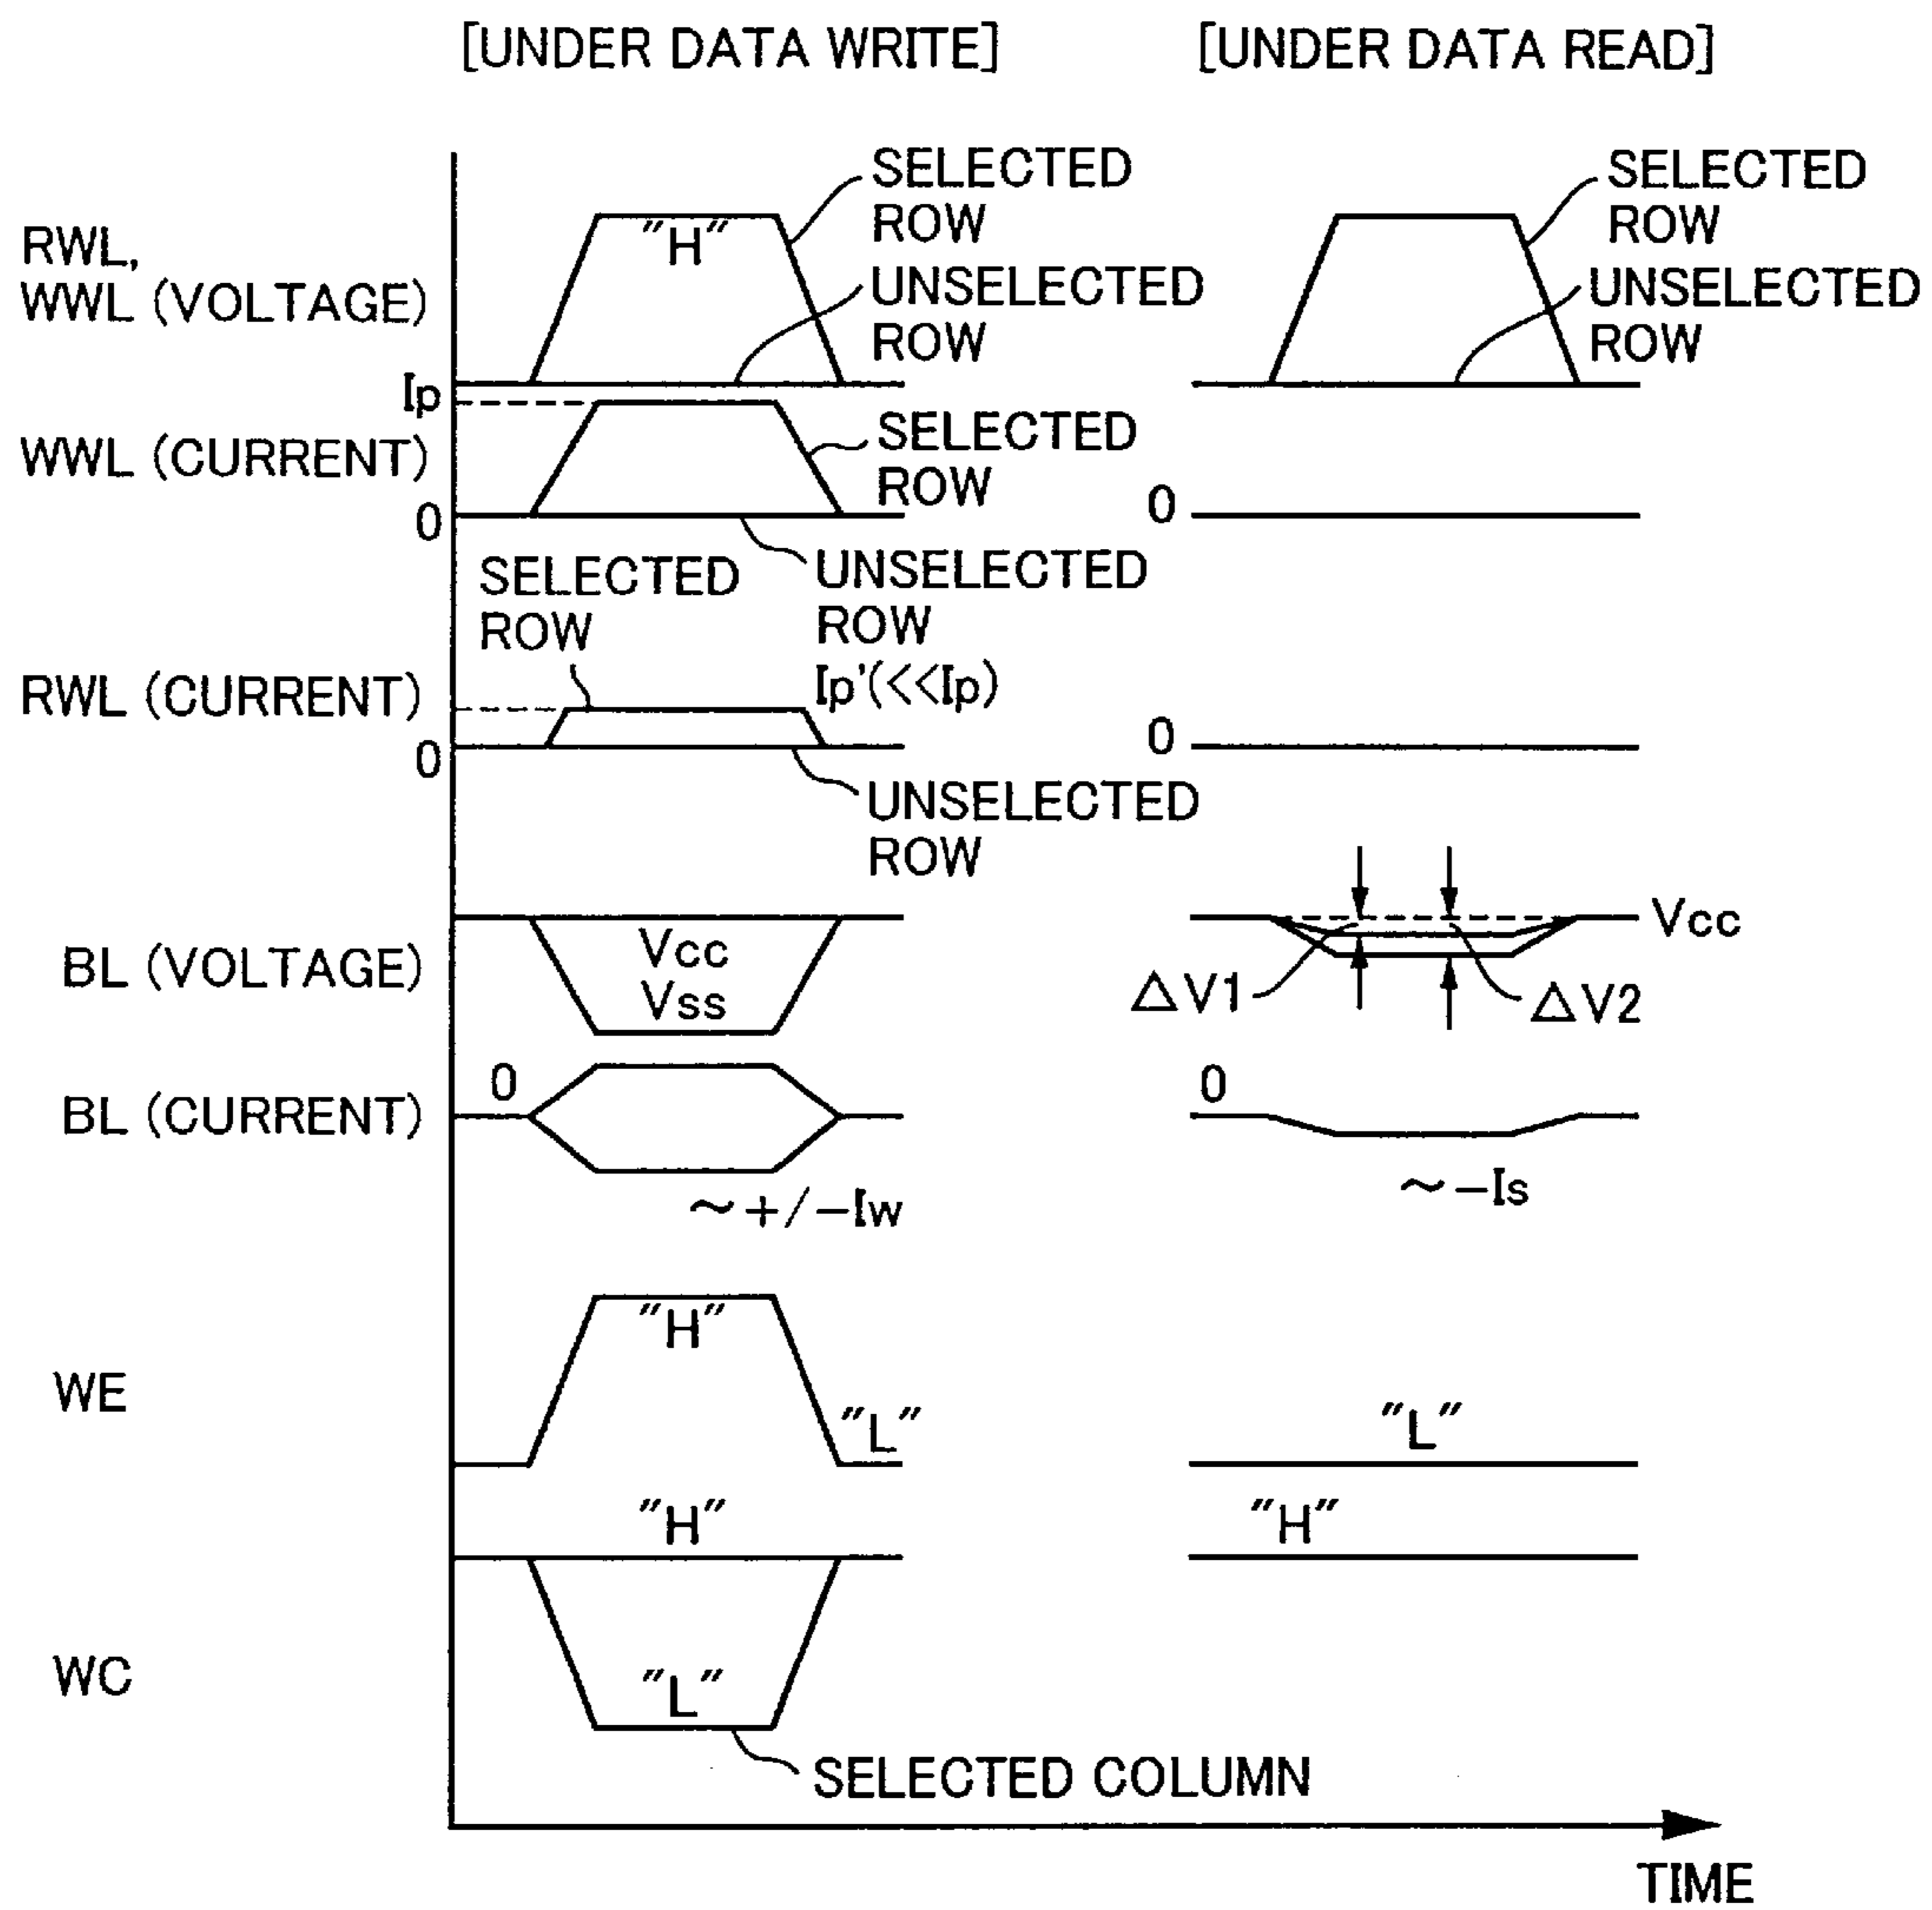 [UNDER DATA WRITE]
[UNDER DATA READ]
RWL,
WWL (VOLTAGE)
"H"
SELECTED
ROW
UNSELECTED
ROW
SELECTED
ROW
UNSELECTED
ROW
Ip
WWL (CURRENT)
0
SELECTED
ROW
UNSELECTED
ROW
0
SELECTED
ROW
Ip'(<<Ip)
RWL (CURRENT)
0
UNSELECTED
ROW
0
BL (VOLTAGE)
Vcc
Vss
Vcc
△V1
△V2
BL (CURRENT)
0
~+/-Iw
0
~-Is
WE
"H"
"L"
"L"
WC
"H"
"L"
SELECTED COLUMN
"H"
TIME